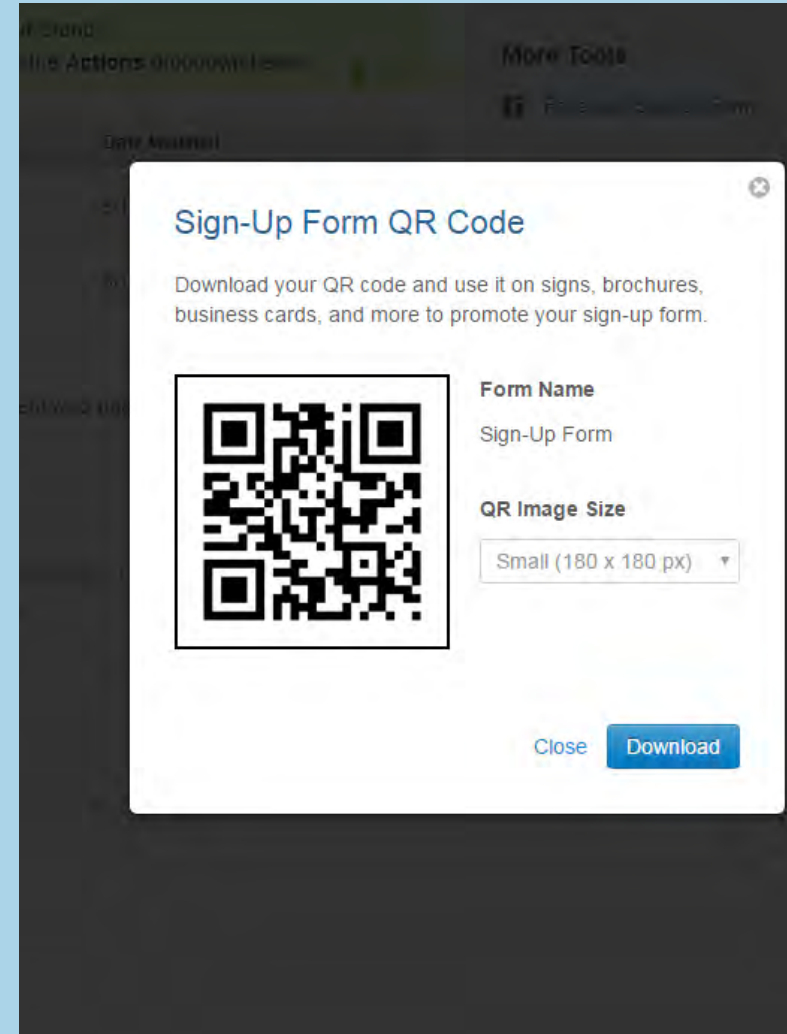 Actions
More Tools
Sign-Up Form QR Code
Download your QR code and use it on signs, brochures,
business cards, and more to promote your sign-up form.
Form Name
Sign-Up Form
QR Image Size
Small (180 x 180 px)
Close
Download